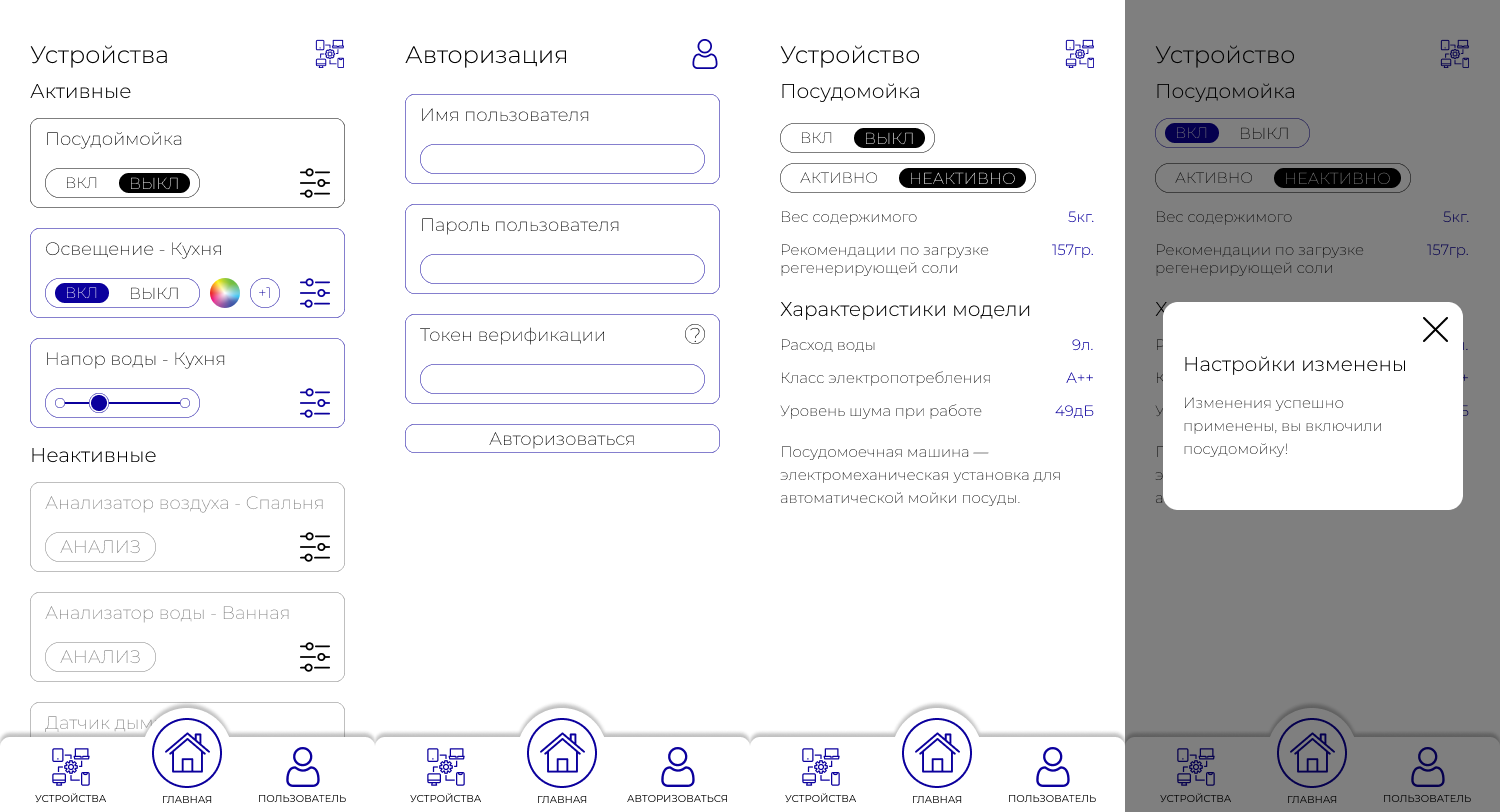 Устройства
Активные
Посудоймойка
ВКЛ ВЫКЛ
Освещение - Кухня
ВКЛ ВЫКЛ +1
Напор воды - Кухня
Неактивные
Анализатор воздуха - Спальня
АНАЛИЗ
Анализатор воды - Ванная
АНАЛИЗ
Датчик дым
УСТРОЙСТВА ГЛАВНАЯ ПОЛЬЗОВАТЕЛЬ
Авторизация
Имя пользователя
Пароль пользователя
Токен верификации ?
Авторизоваться
УСТРОЙСТВА ГЛАВНАЯ АВТОРИЗОВАТЬСЯ
Устройство
Посудомойка
ВКЛ ВЫКЛ
АКТИВНО НЕАКТИВНО
Вес содержимого 5кг.
Рекомендации по загрузке 157гр.
регенерирующей соли
Характеристики модели
Расход воды 9л.
Класс электропотребления A++
Уровень шума при работе 49дБ
Посудомоечная машина —
электромеханическая установка для
автоматической мойки посуды.
УСТРОЙСТВА ГЛАВНАЯ ПОЛЬЗОВАТЕЛЬ
Устройство
Посудомойка
ВКЛ ВЫКЛ
АКТИВНО НЕАКТИВНО
Вес содержимого 5кг.
Рекомендации по загрузке 157гр.
регенерирующей соли
Настройки изменены
Изменения успешно
применены, вы включили
посудомойку!
УСТРОЙСТВА ГЛАВНАЯ ПОЛЬЗОВАТЕЛЬ